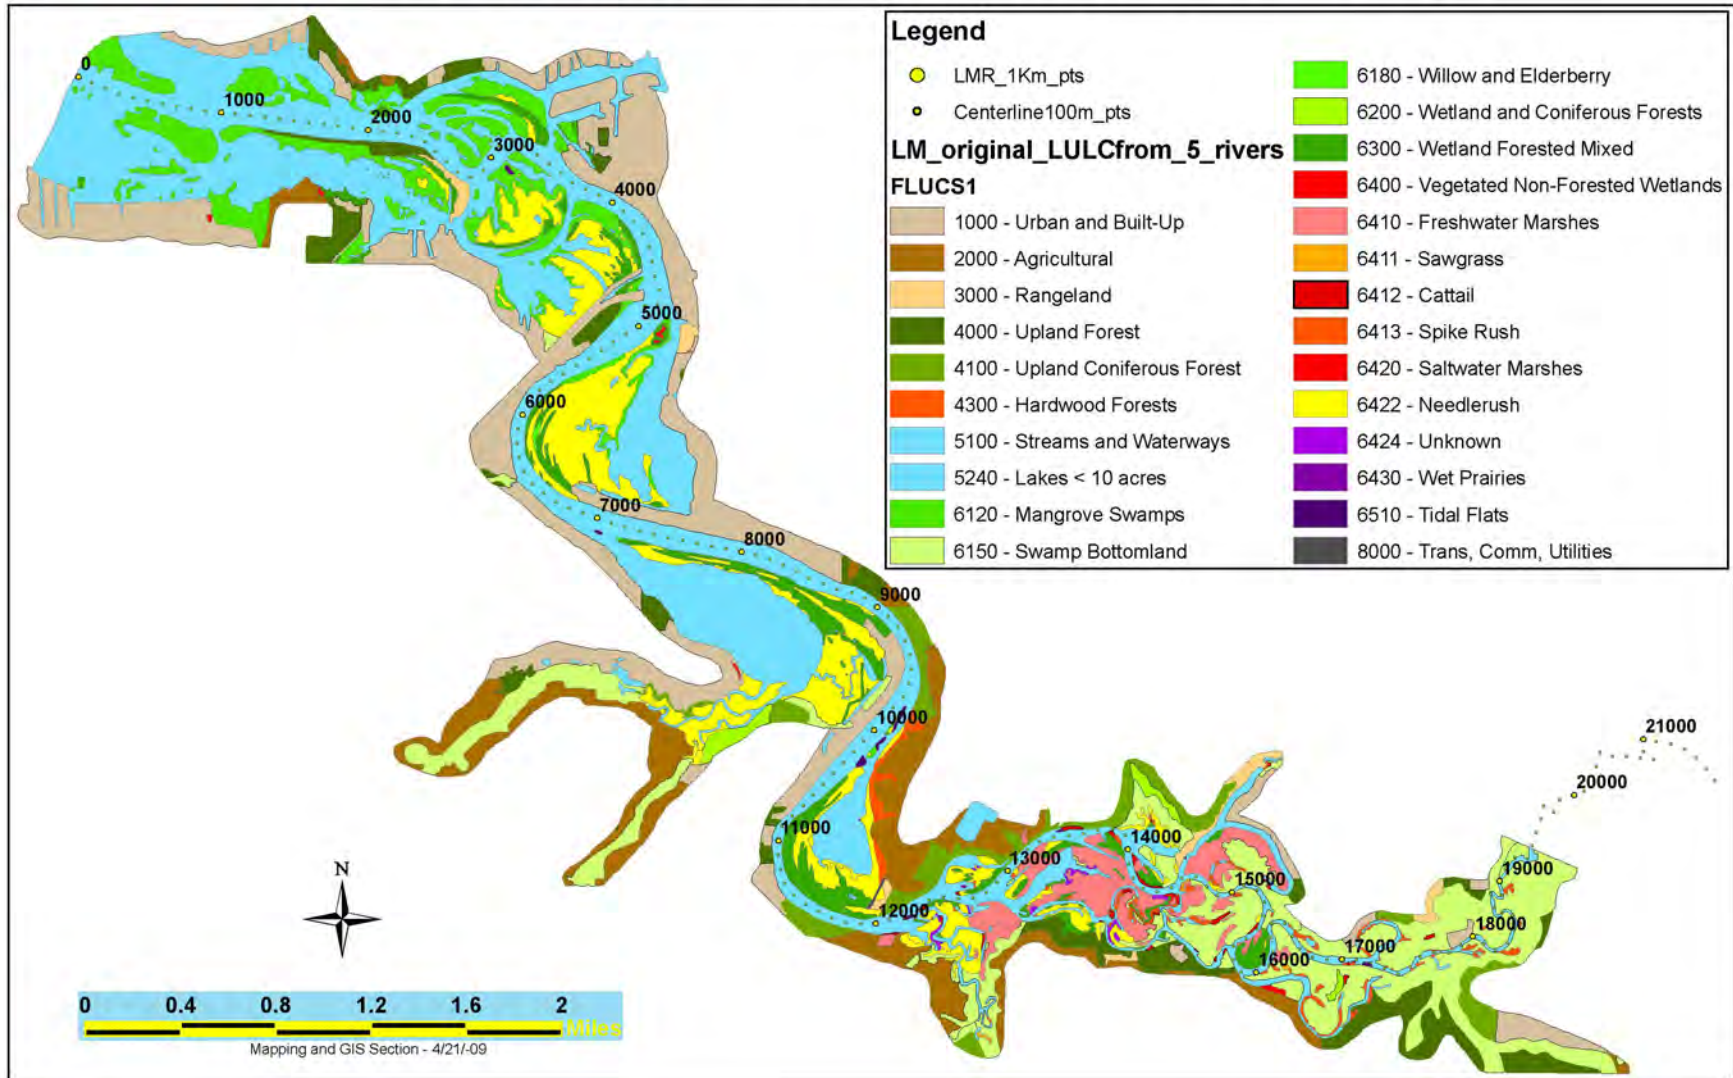 Legend
LMR_1Km_pts
Centerline100m_pts
LM_original_LULCfrom_5_rivers
FLUCS1
1000 - Urban and Built-Up
2000 - Agricultural
3000 - Rangeland
4000 - Upland Forest
4100 - Upland Coniferous Forest
4300 - Hardwood Forests
5100 - Streams and Waterways
5240 - Lakes < 10 acres
6120 - Mangrove Swamps
6150 - Swamp Bottomland
6180 - Willow and Elderberry
6200 - Wetland and Coniferous Forests
6300 - Wetland Forested Mixed
6400 - Vegetated Non-Forested Wetlands
6410 - Freshwater Marshes
6411 - Sawgrass
6412 - Cattail
6413 - Spike Rush
6420 - Saltwater Marshes
6422 - Needlerush
6424 - Unknown
6430 - Wet Prairies
6510 - Tidal Flats
8000 - Trans, Comm, Utilities
0
1000
2000
3000
4000
5000
6000
7000
8000
9000
10000
11000
12000
13000
14000
15000
16000
17000
18000
19000
20000
21000
N
0 0.4 0.8 1.2 1.6 2
Miles
Mapping and GIS Section - 4/21/-09